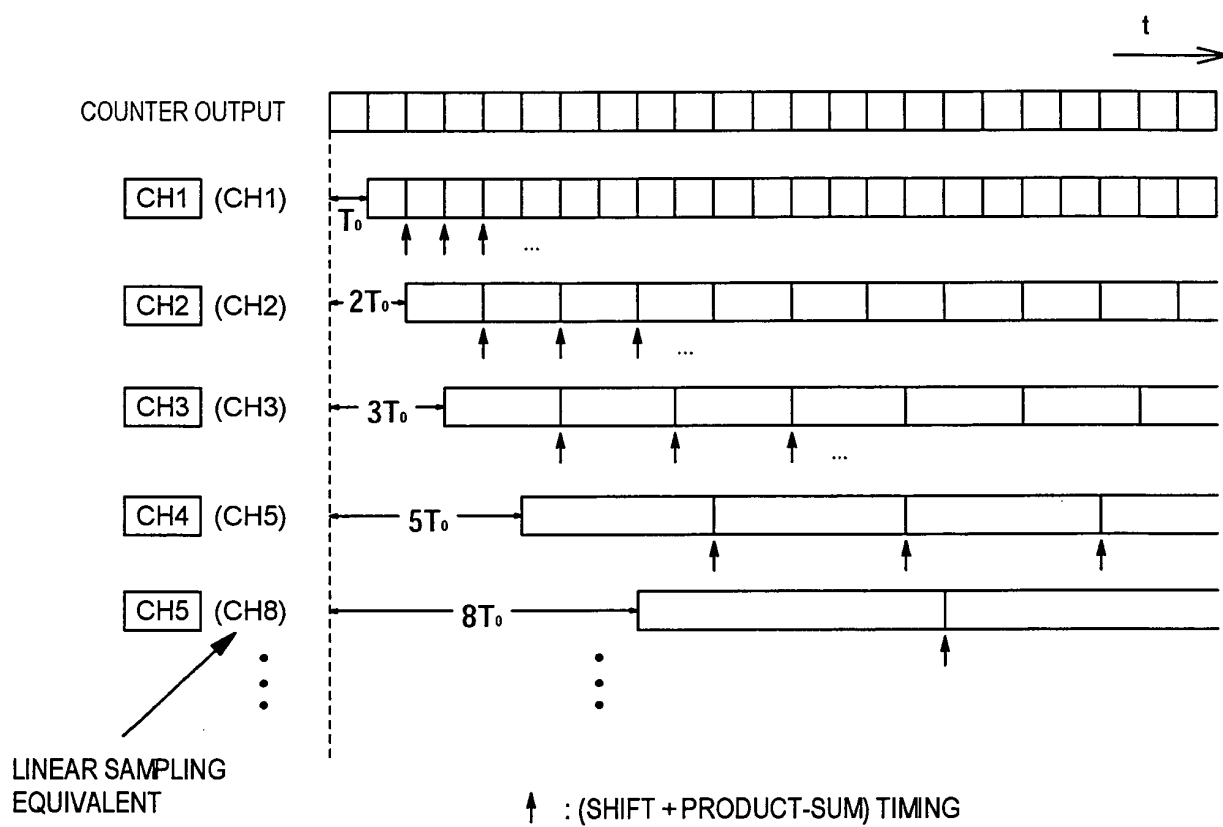 t
COUNTER OUTPUT
CH1 (CH1)
T₀
...
CH2 (CH2)
2T₀
...
CH3 (CH3)
3T₀
...
CH4 (CH5)
5T₀
CH5 (CH8)
8T₀
LINEAR SAMPLING
EQUIVALENT
: (SHIFT + PRODUCT-SUM) TIMING